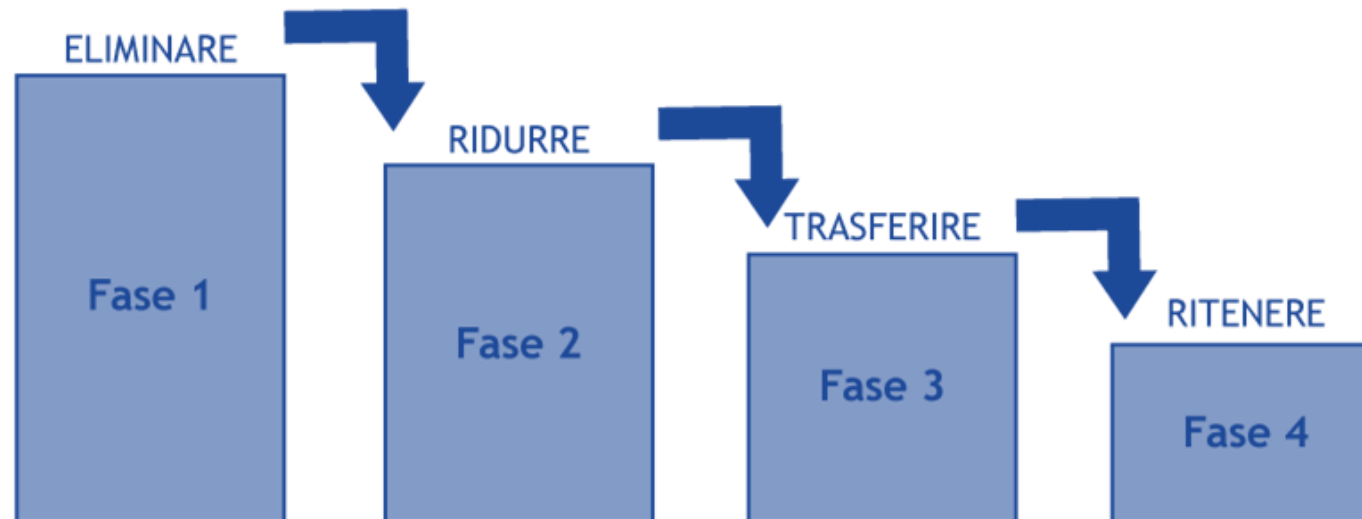 ELIMINARE
Fase 1
RIDURRE
Fase 2
TRASFERIRE
Fase 3
RITENERE
Fase 4